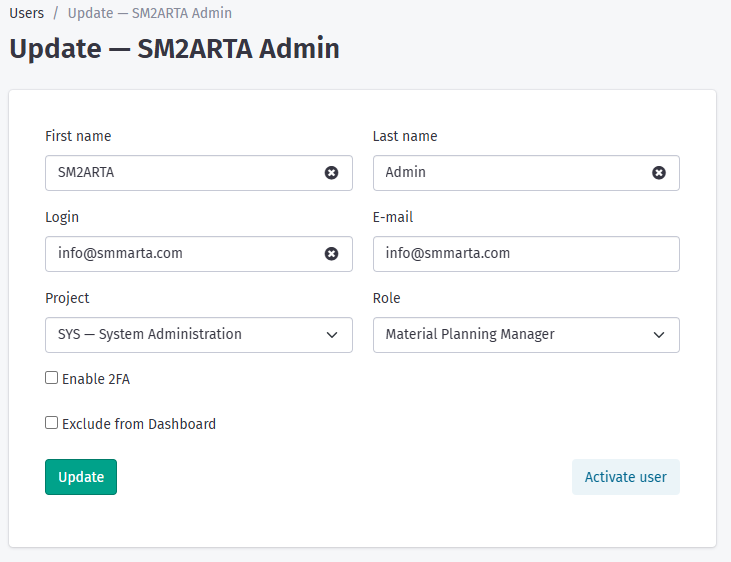 Users / Update — SM2ARTA Admin
Update — SM2ARTA Admin
First name Last name
SM2ARTA Admin
Login E-mail
info@smmarta.com info@smmarta.com
Project Role
SYS — System Administration Material Planning Manager
Enable 2FA
Exclude from Dashboard
Update Activate user